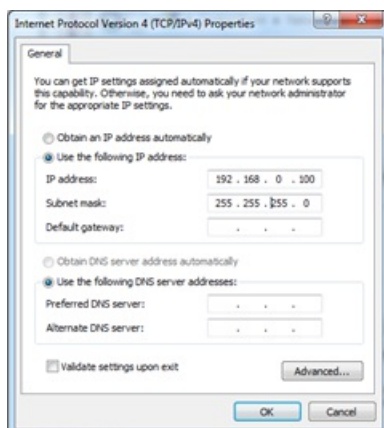 Internet Protocol Version 4 (TCP/IPv4) Properties
General
You can get IP settings assigned automatically if your network supports
this capability. Otherwise, you need to ask your network administrator
for the appropriate IP settings.
Obtain an IP address automatically
Use the following IP address:
IP address: 192 . 168 . 0 . 100
Subnet mask: 255 . 255 . 255 . 0
Default gateway: . . .
Obtain DNS server address automatically
Use the following DNS server addresses:
Preferred DNS server: . . .
Alternate DNS server: . . .
Validate settings upon exit
Advanced...
OK Cancel